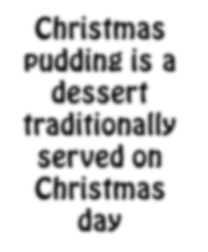 Christmas
pudding is a
dessert
traditionally
served on
Christmas
day